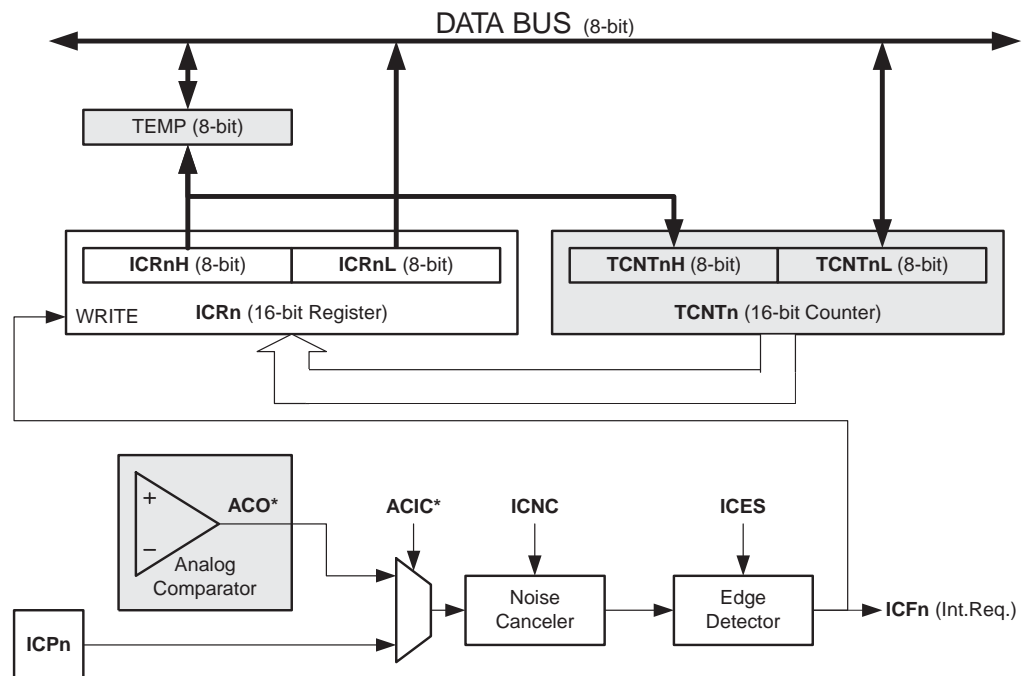 DATA BUS (8-bit)
TEMP (8-bit)
ICRnH (8-bit) ICRnL (8-bit) TCNTnH (8-bit) TCNTnL (8-bit)
WRITE ICRn (16-bit Register) TCNTn (16-bit Counter)
+
ACO* ACIC* ICNC ICES
−
Analog
Comparator
Noise
Canceler
Edge
Detector
ICFn (Int.Req.)
ICPn